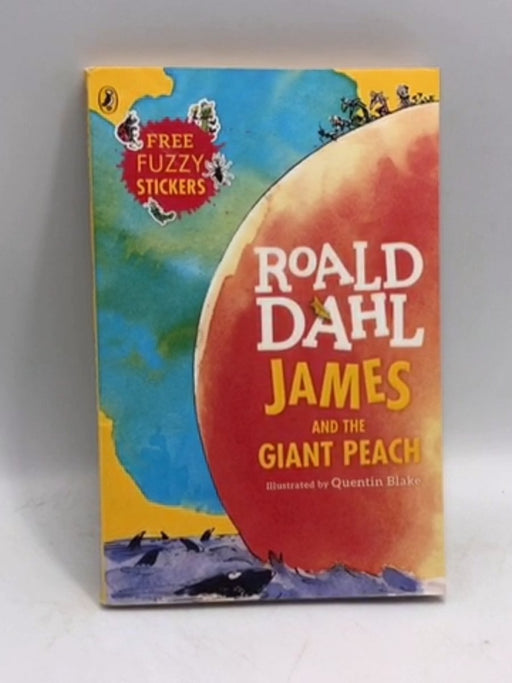 FREE
FUZZY
STICKERS
ROALD
DAHL
JAMES
AND THE
GIANT PEACH
Illustrated by Quentin Blake